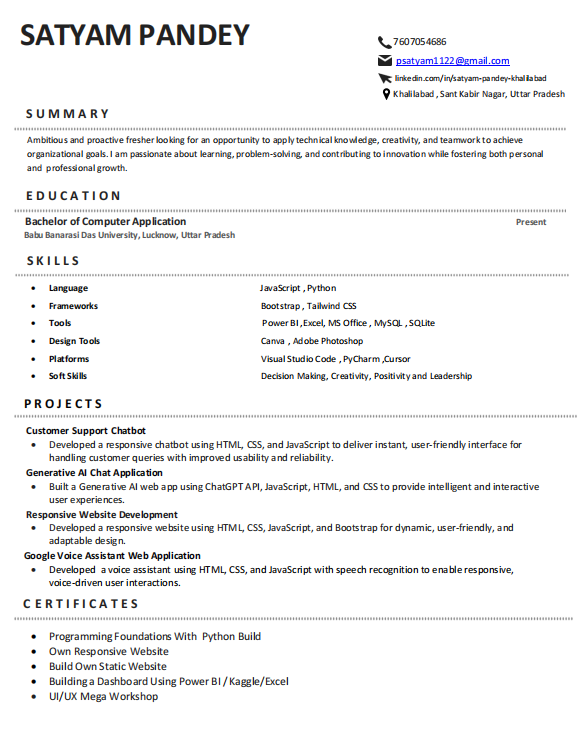 SATYAM PANDEY
7607054686
psatyam1122@gmail.com
linkedin.com/in/satyam-pandey-khalilabad
Khalilabad , Sant Kabir Nagar, Uttar Pradesh
SUMMARY
Ambitious and proactive fresher looking for an opportunity to apply technical knowledge, creativity, and teamwork to achieve
organizational goals. I am passionate about learning, problem-solving, and contributing to innovation while fostering both personal
and professional growth.
EDUCATION
Bachelor of Computer Application Present
Babu Banarasi Das University, Lucknow, Uttar Pradesh
SKILLS
• Language JavaScript , Python
• Frameworks Bootstrap , Tailwind CSS
• Tools Power BI ,Excel, MS Office , MySQL , SQLite
• Design Tools Canva , Adobe Photoshop
• Platforms Visual Studio Code , PyCharm ,Cursor
• Soft Skills Decision Making, Creativity, Positivity and Leadership
PROJECTS
Customer Support Chatbot
• Developed a responsive chatbot using HTML, CSS, and JavaScript to deliver instant, user-friendly interface for
handling customer queries with improved usability and reliability.
Generative AI Chat Application
• Built a Generative AI web app using ChatGPT API, JavaScript, HTML, and CSS to provide intelligent and interactive
user experiences.
Responsive Website Development
• Developed a responsive website using HTML, CSS, JavaScript, and Bootstrap for dynamic, user-friendly, and
adaptable design.
Google Voice Assistant Web Application
• Developed a voice assistant using HTML, CSS, and JavaScript with speech recognition to enable responsive,
voice-driven user interactions.
CERTIFICATES
• Programming Foundations With Python Build
• Own Responsive Website
• Build Own Static Website
• Building a Dashboard Using Power BI / Kaggle/Excel
• UI/UX Mega Workshop